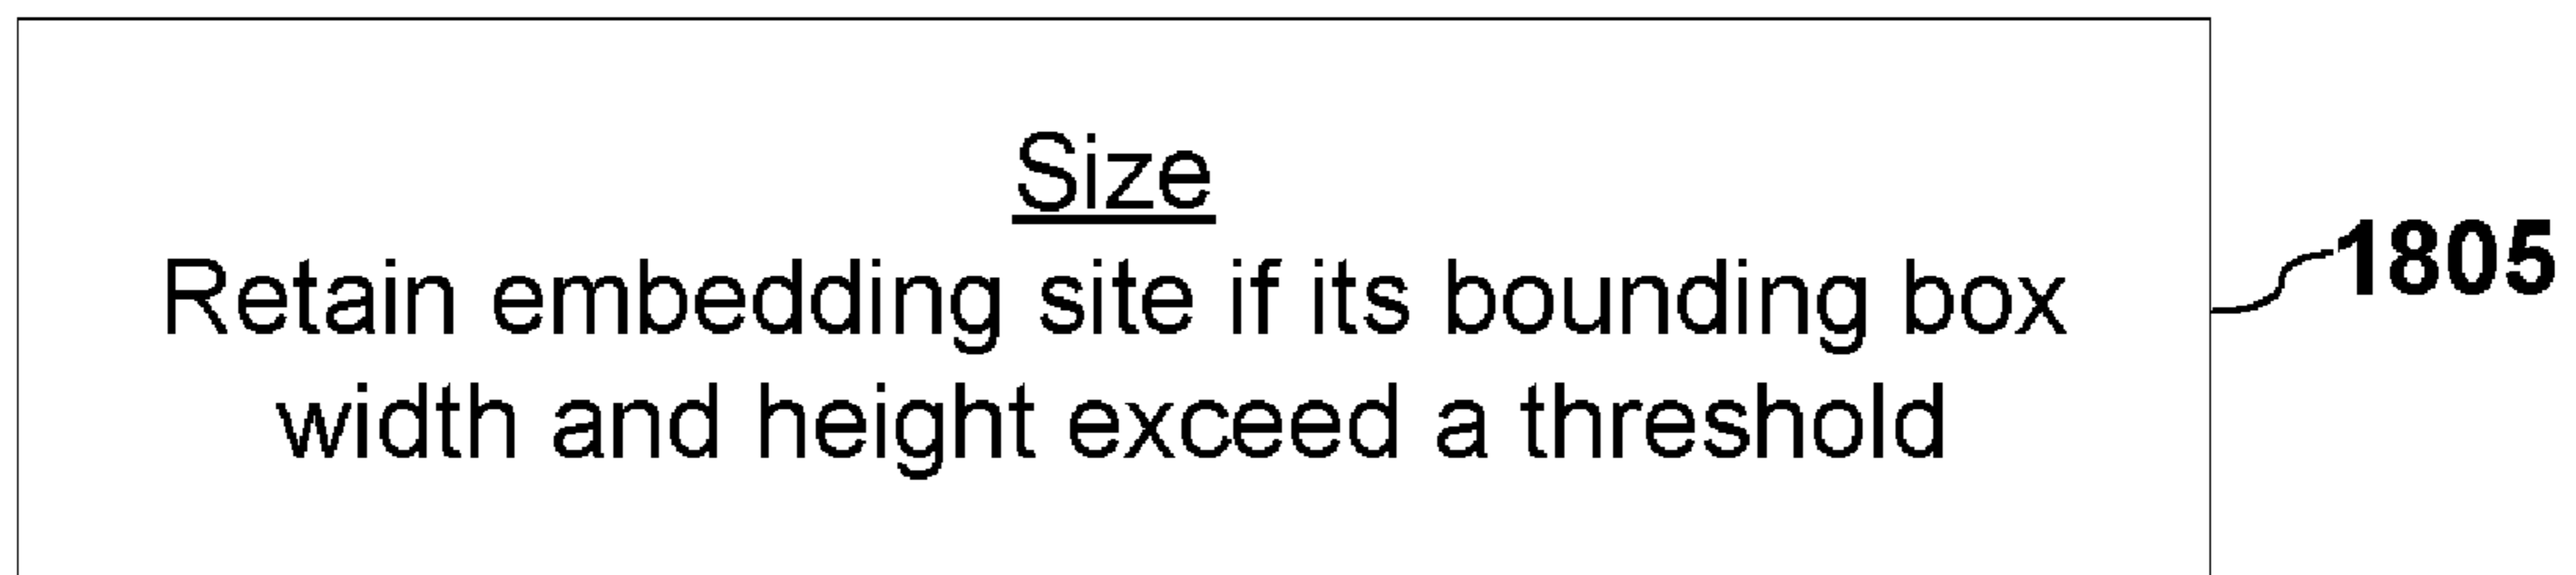 Size
Retain embedding site if its bounding box
width and height exceed a threshold
1805